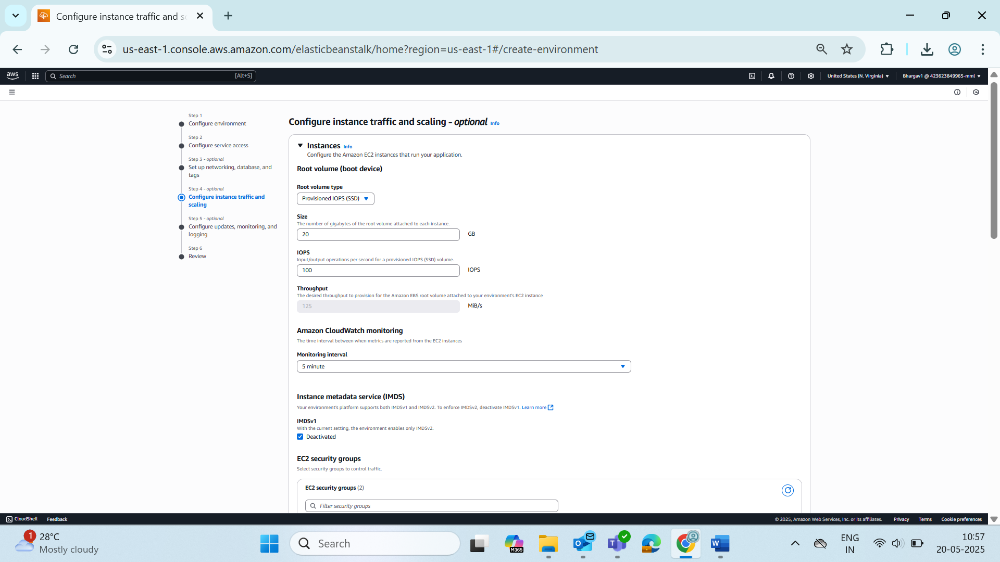 Configure instance traffic and s
us-east-1.console.aws.amazon.com/elasticbeanstalk/home?region=us-east-1#/create-environment
aws
Search [Alt+S]
United States (N. Virginia)
Bhargav1 @ 423623849965-mml
Step 1
Configure environment
Step 2
Configure service access
Step 3 - optional
Set up networking, database, and
tags
Step 4 - optional
Configure instance traffic and
scaling
Step 5 - optional
Configure updates, monitoring, and
logging
Step 6
Review
Configure instance traffic and scaling - optional Info
Instances Info
Configure the Amazon EC2 instances that run your application.
Root volume (boot device)
Root volume type
Provisioned IOPS (SSD)
Size
The number of gigabytes of the root volume attached to each instance.
20 GB
IOPS
Input/output operations per second for a provisioned IOPS (SSD) volume.
100 IOPS
Throughput
The desired throughput to provision for the Amazon EBS root volume attached to your environment's EC2 instance
125 MiB/s
Amazon CloudWatch monitoring
The time interval between when metrics are reported from the EC2 instances
Monitoring interval
5 minute
Instance metadata service (IMDS)
Your environment's platform supports both IMDSv1 and IMDSv2. To enforce IMDSv2, deactivate IMDSv1. Learn more
IMDSv1
With the current setting, the environment enables only IMDSv2.
Deactivated
EC2 security groups
Select security groups to control traffic.
EC2 security groups (2)
Filter security groups
CloudShell Feedback
© 2025, Amazon Web Services, Inc. or its affiliates. Privacy Terms Cookie preferences
1
28°C
Mostly cloudy
Search
M365
ENG
IN
10:57
20-05-2025